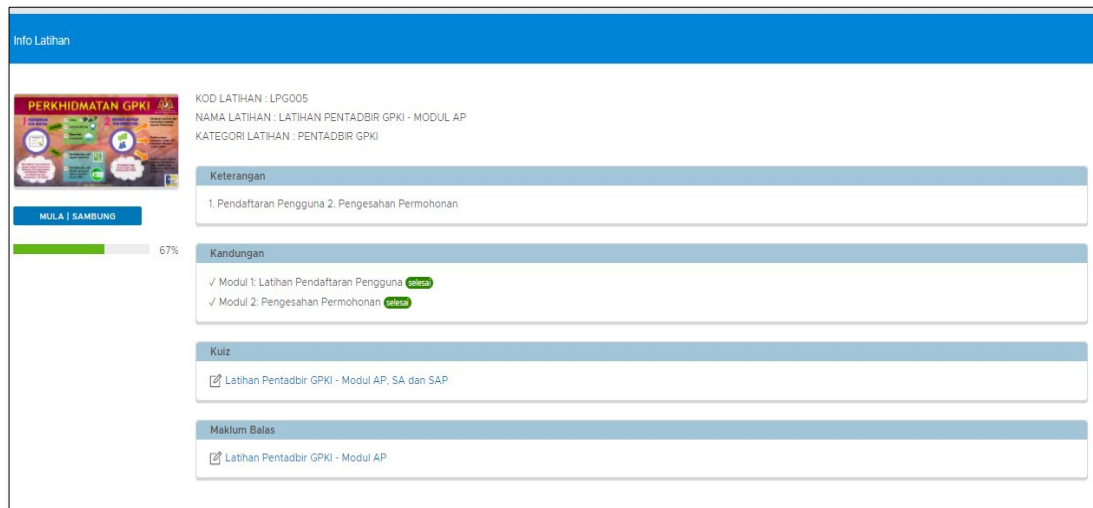 Info Latihan
PERKHIDMATAN GPKI
KOD LATIHAN : LPG005
NAMA LATIHAN : LATIHAN PENTADBIR GPKI - MODUL AP
KATEGORI LATIHAN : PENTADBIR GPKI
MULA | SAMBUNG
67%
Keterangan
1. Pendaftaran Pengguna 2. Pengesahan Permohonan
Kandungan
√ Modul 1: Latihan Pendaftaran Pengguna selesai
√ Modul 2: Pengesahan Permohonan selesai
Kuiz
Latihan Pentadbir GPKI - Modul AP, SA dan SAP
Maklum Balas
Latihan Pentadbir GPKI - Modul AP